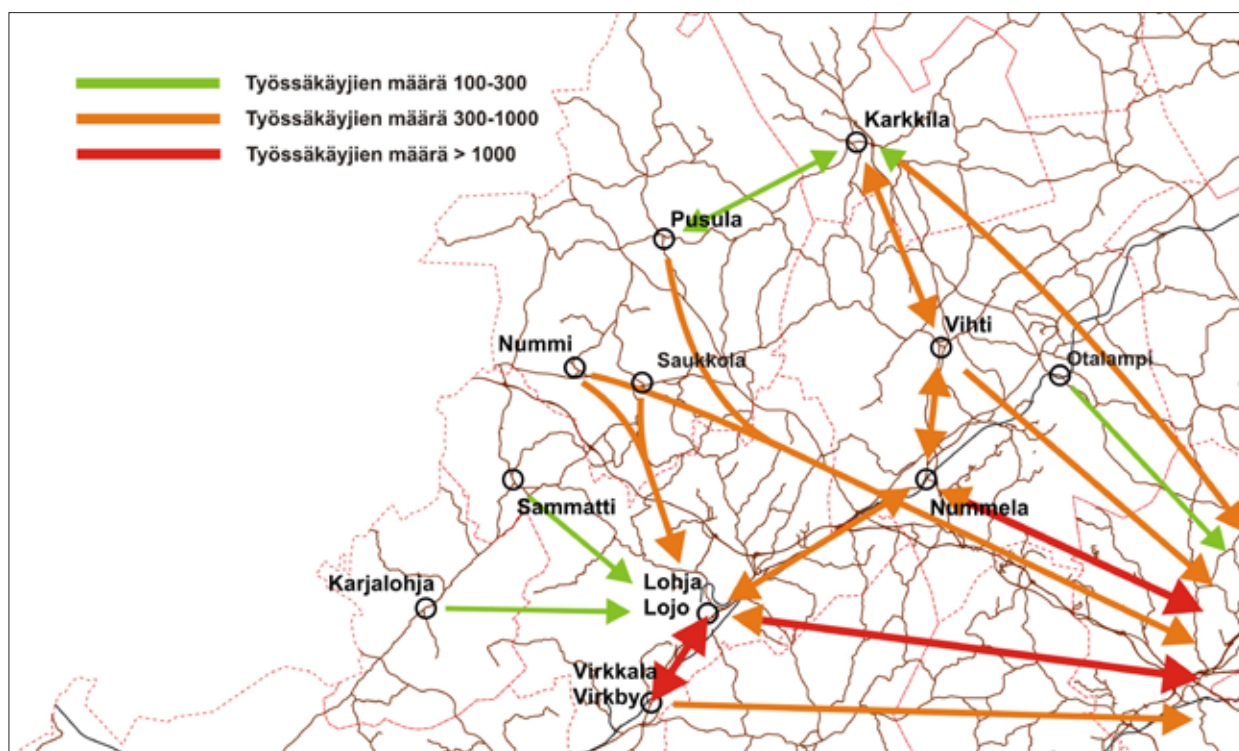 Työssäkäyjien määrä 100-300
Työssäkäyjien määrä 300-1000
Työssäkäyjien määrä > 1000
Karkkila
Pusula
Vihti
Nummi
Saukkola
Otalampi
Sammatti
Nummela
Karjalohja
Lohja
Lojo
Virkkala
Virkby